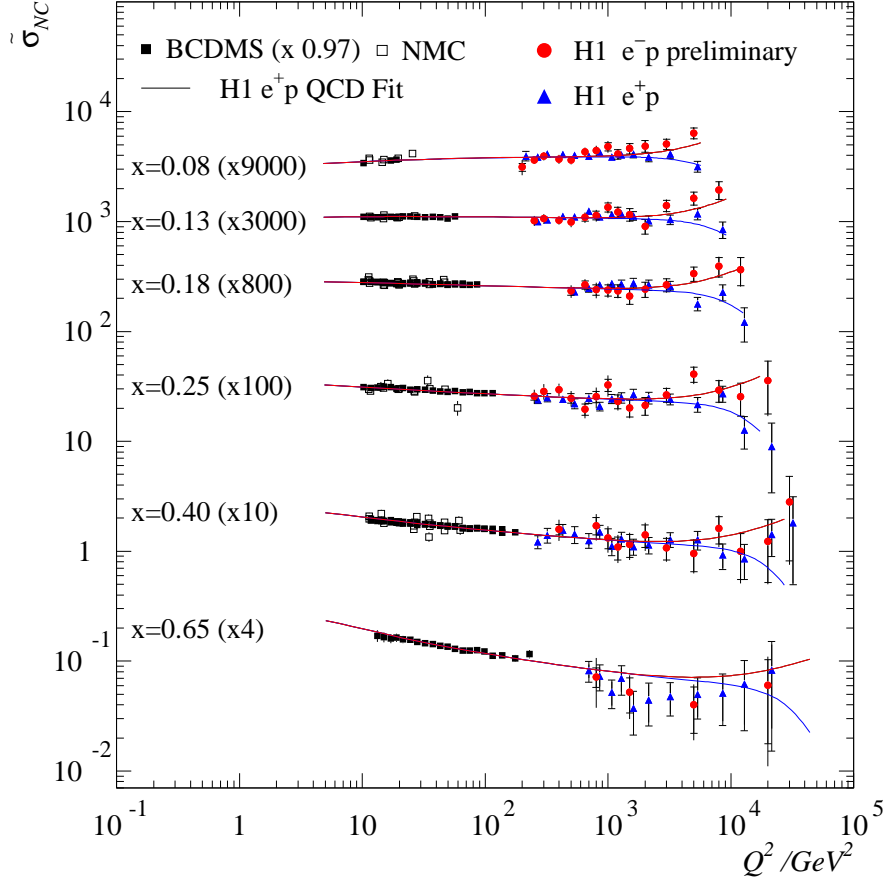 σ̃_NC
BCDMS (x 0.97) NMC
H1 e⁺p QCD Fit
H1 e⁻p preliminary
H1 e⁺p
10⁴
10³
10²
10
1
10⁻¹
10⁻²
x=0.08 (x9000)
x=0.13 (x3000)
x=0.18 (x800)
x=0.25 (x100)
x=0.40 (x10)
x=0.65 (x4)
10⁻¹ 1 10 10² 10³ 10⁴ 10⁵
Q² /GeV²